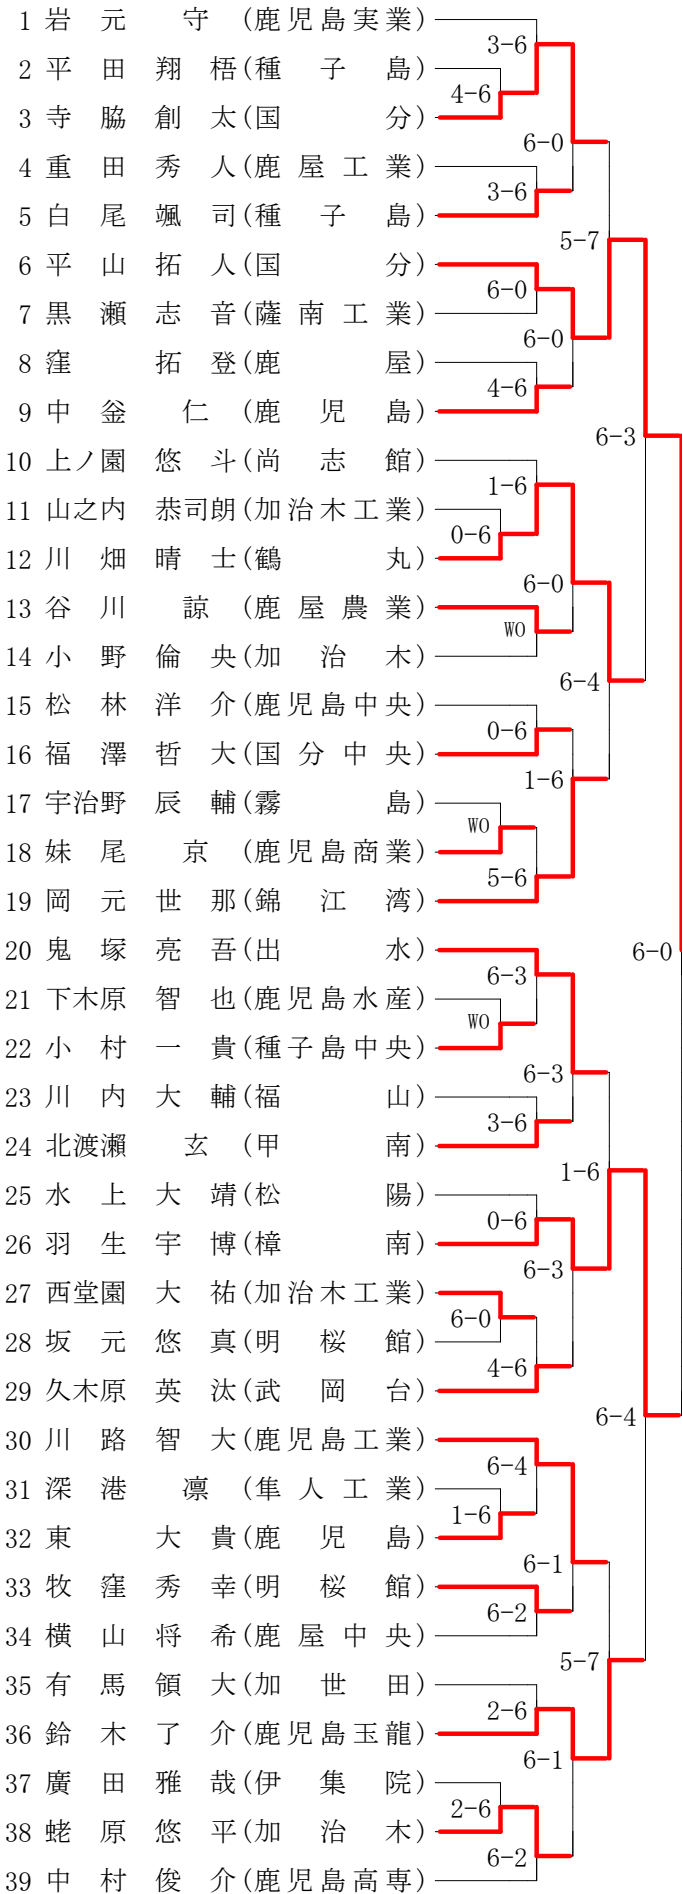 1 岩元守(鹿児島実業)
3-6
2 平田翔梧(種子島)
4-6
3 寺脇創太(国分)
6-0
4 重田秀人(鹿屋工業)
3-6
5 白尾颯司(種子島)
5-7
6 平山拓人(国分)
6-0
7 黒瀬志音(薩南工業)
6-0
8 窪拓登(鹿屋)
4-6
9 中釜仁(鹿児島)
6-3
10 上ノ園悠斗(尚志館)
1-6
11 山之内恭司朗(加治木工業)
0-6
12 川畑晴士(鶴丸)
6-0
13 谷川諒(鹿屋農業)
WO
14 小野倫央(加治木)
6-4
15 松林洋介(鹿児島中央)
0-6
16 福澤哲大(国分中央)
1-6
17 宇治野辰輔(霧島)
WO
18 妹尾京(鹿児島商業)
5-6
19 岡元世那(錦江湾)
20 鬼塚亮吾(出水)
6-0
6-3
21 下木原智也(鹿児島水産)
WO
22 小村一貴(種子島中央)
6-3
23 川内大輔(福山)
3-6
24 北渡瀬玄(甲南)
1-6
25 水上大靖(松陽)
0-6
26 羽生宇博(樟南)
6-3
27 西堂園大祐(加治木工業)
6-0
28 坂元悠真(明桜館)
4-6
29 久木原英汰(武岡台)
6-4
30 川路智大(鹿児島工業)
6-4
31 深港凛(隼人工業)
1-6
32 東大貴(鹿児島)
6-1
33 牧窪秀幸(明桜館)
6-2
34 横山将希(鹿屋中央)
5-7
35 有馬領大(加世田)
2-6
36 鈴木了介(鹿児島玉龍)
6-1
37 廣田雅哉(伊集院)
2-6
38 蛯原悠平(加治木)
6-2
39 中村俊介(鹿児島高専)